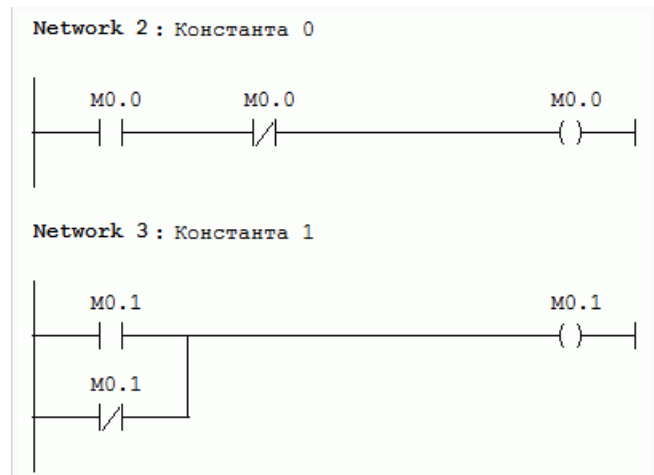 Network 2: Константа 0
M0.0 M0.0 M0.0
Network 3: Константа 1
M0.1 M0.1
M0.1